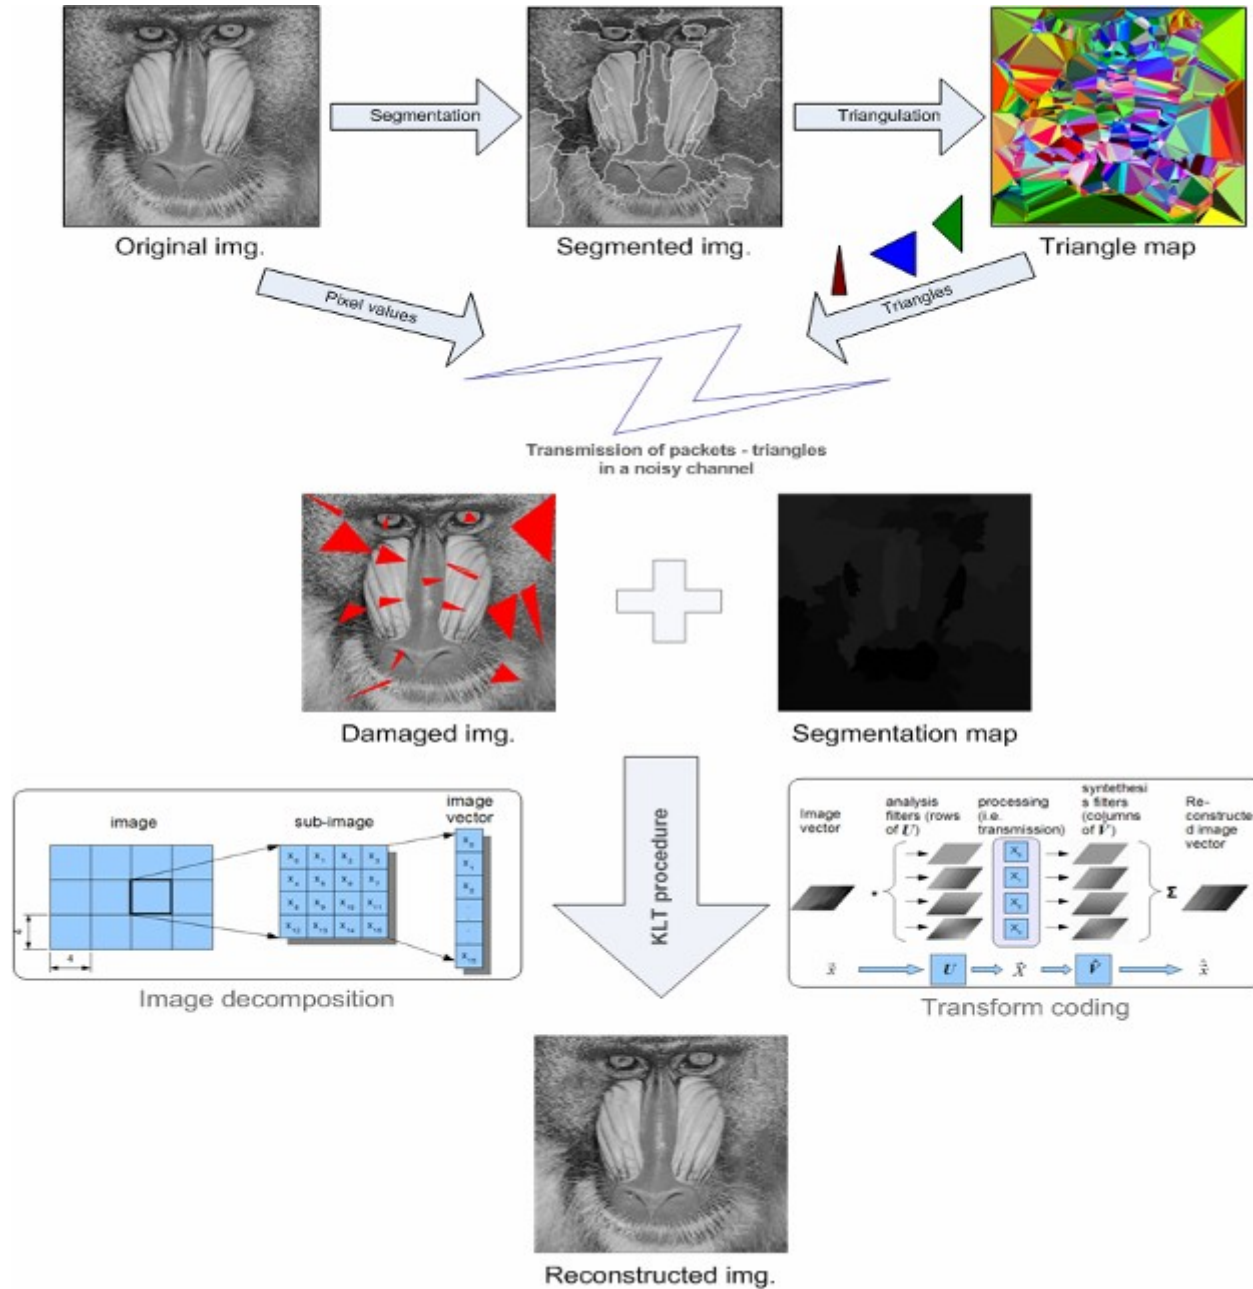 Segmentation
Triangulation
Original img.
Segmented img.
Triangle map
Pixel values
Triangles
Transmission of packets - triangles
in a noisy channel
Damaged img.
Segmentation map
KLT procedure
image
sub-image
image
vector
4
4
Image decomposition
Image
vector
analysis
filters (rows
of U)
processing
(i.e.
transmission)
syntethesi
s filters
(columns
of V̂)
Re-
constructe
d image
vector
Σ
U
V̂
Transform coding
Reconstructed img.